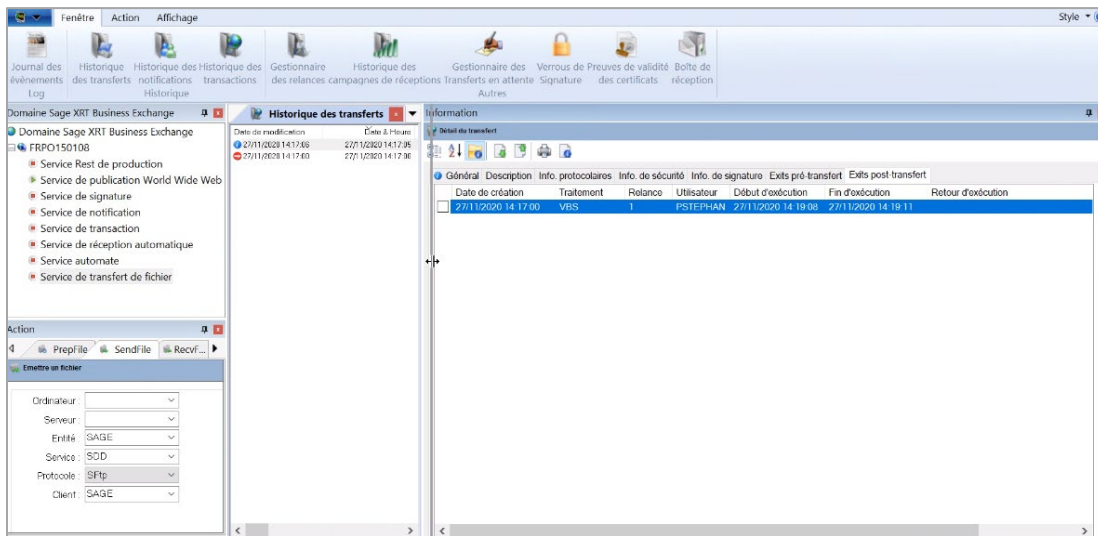 Fenêtre Action Affichage Style
Journal des évènements
Log
Historique des transferts
Historique des notifications
Historique des transactions
Historique
Gestionnaire des relances
Historique des campagnes de réceptions
Gestionnaire des Transferts en attente
Verrous de Signature
Preuves de validité des certificats
Boîte de réception
Autres
Domaine Sage XRT Business Exchange
Domaine Sage XRT Business Exchange
FRPO150108
Service Rest de production
Service de publication World Wide Web
Service de signature
Service de notification
Service de transaction
Service de réception automatique
Service automate
Service de transfert de fichier
Action
PrepFile SendFile RecvF...
Emettre un fichier
Ordinateur :
Serveur :
Entité SAGE
Service : SDD
Protocole : SFtp
Client : SAGE
Historique des transferts
Date de modification Date & Heure
27/11/2020 14:17:06 27/11/2020 14:17:05
27/11/2020 14:17:00 27/11/2020 14:17:00
Information
Détail du transfert
Général Description Info. protocolaires Info. de sécurité Info. de signature Exits pré-transfert Exits post-transfert
Date de création Traitement Relance Utilisateur Début d'exécution Fin d'exécution Retour d'exécution
27/11/2020 14:17:00 VBS 1 PSTEPHAN 27/11/2020 14:19:08 27/11/2020 14:19:11